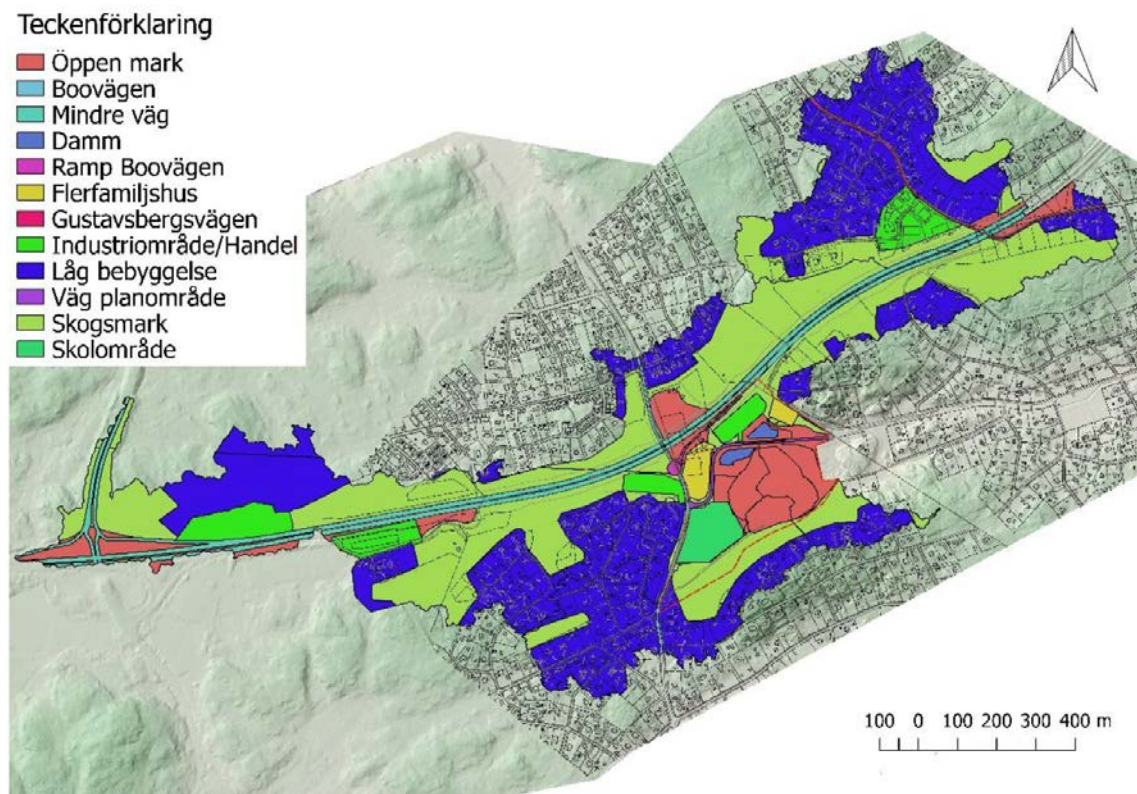 Teckenförklaring
Öppen mark
Boovägen
Mindre väg
Damm
Ramp Boovägen
Flerfamiljshus
Gustavsbergsvägen
Industriområde/Handel
Låg bebyggelse
Väg planområde
Skogsmark
Skolområde
100 0 100 200 300 400 m